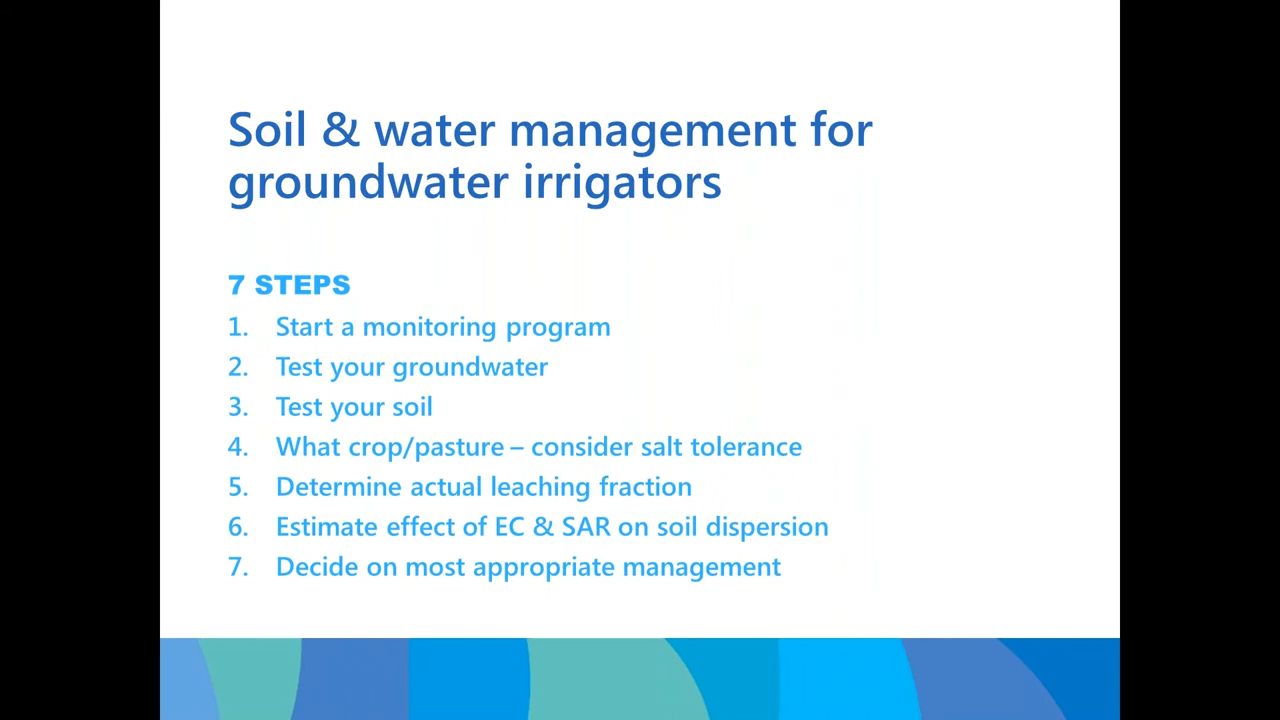 Soil & water management for
groundwater irrigators
7 STEPS
1. Start a monitoring program
2. Test your groundwater
3. Test your soil
4. What crop/pasture – consider salt tolerance
5. Determine actual leaching fraction
6. Estimate effect of EC & SAR on soil dispersion
7. Decide on most appropriate management